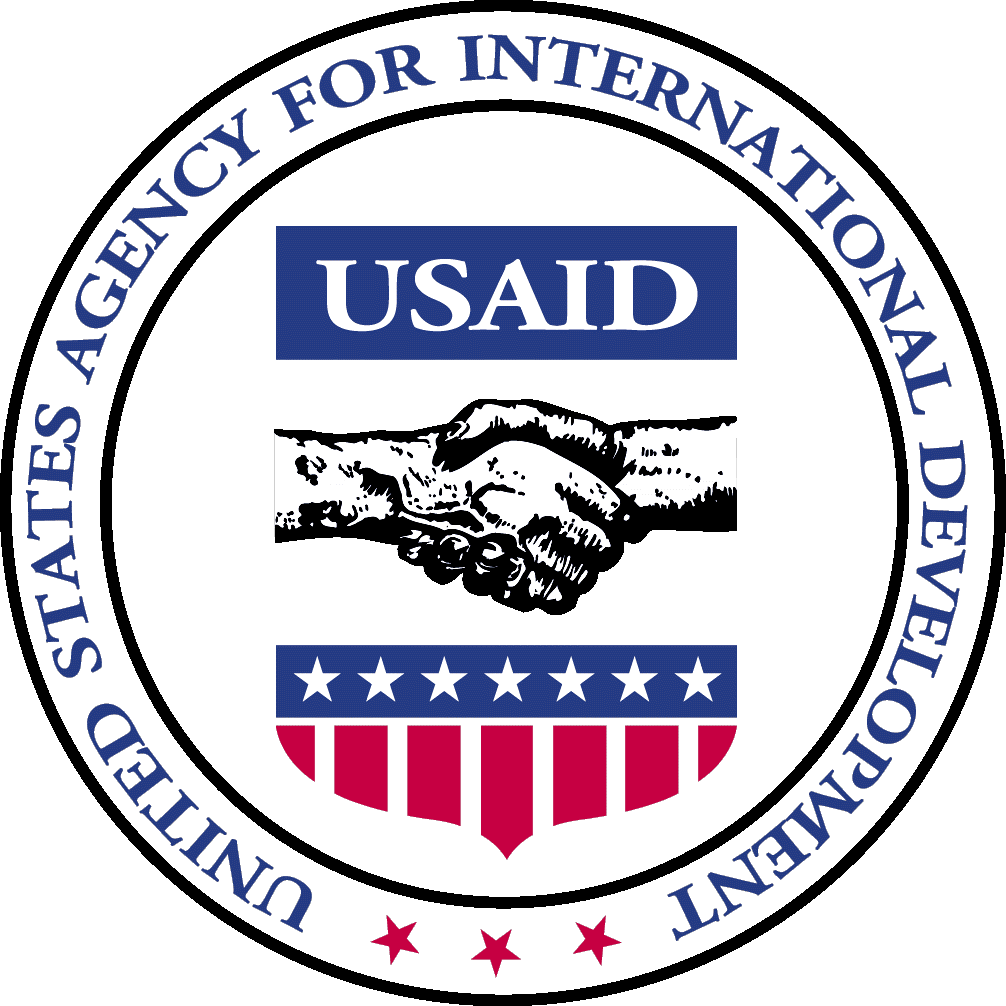 UNITED STATES AGENCY FOR INTERNATIONAL DEVELOPMENT
USAID